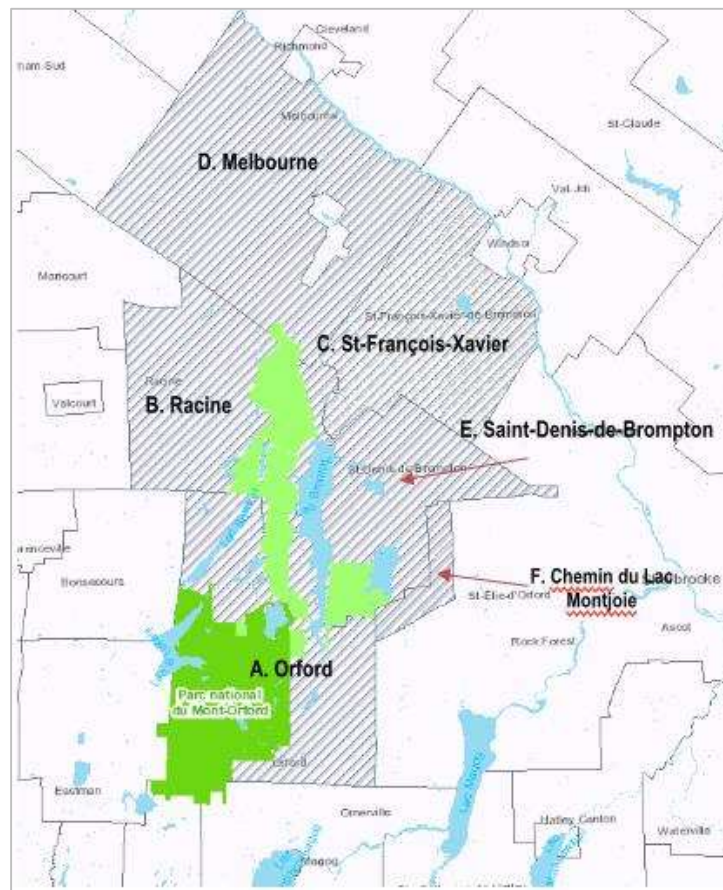 Cleveland
Richmond
Melbourne
St-Claude
D. Melbourne
Val-Joli
Windsor
Maricourt
St-François-Xavier-de-Brompton
C. St-François-Xavier
Racine
B. Racine
Valcourt
E. Saint-Denis-de-Brompton
St-Denis-de-Brompton
Bonsecours
F. Chemin du Lac
Montjoie
St-Élie-d'Orford
Ascot
Rock Forest
A. Orford
Parc national
du Mont-Orford
Orford
Eastman
Omerville
Lac Magog
Hatley Canton
Waterville
Magog